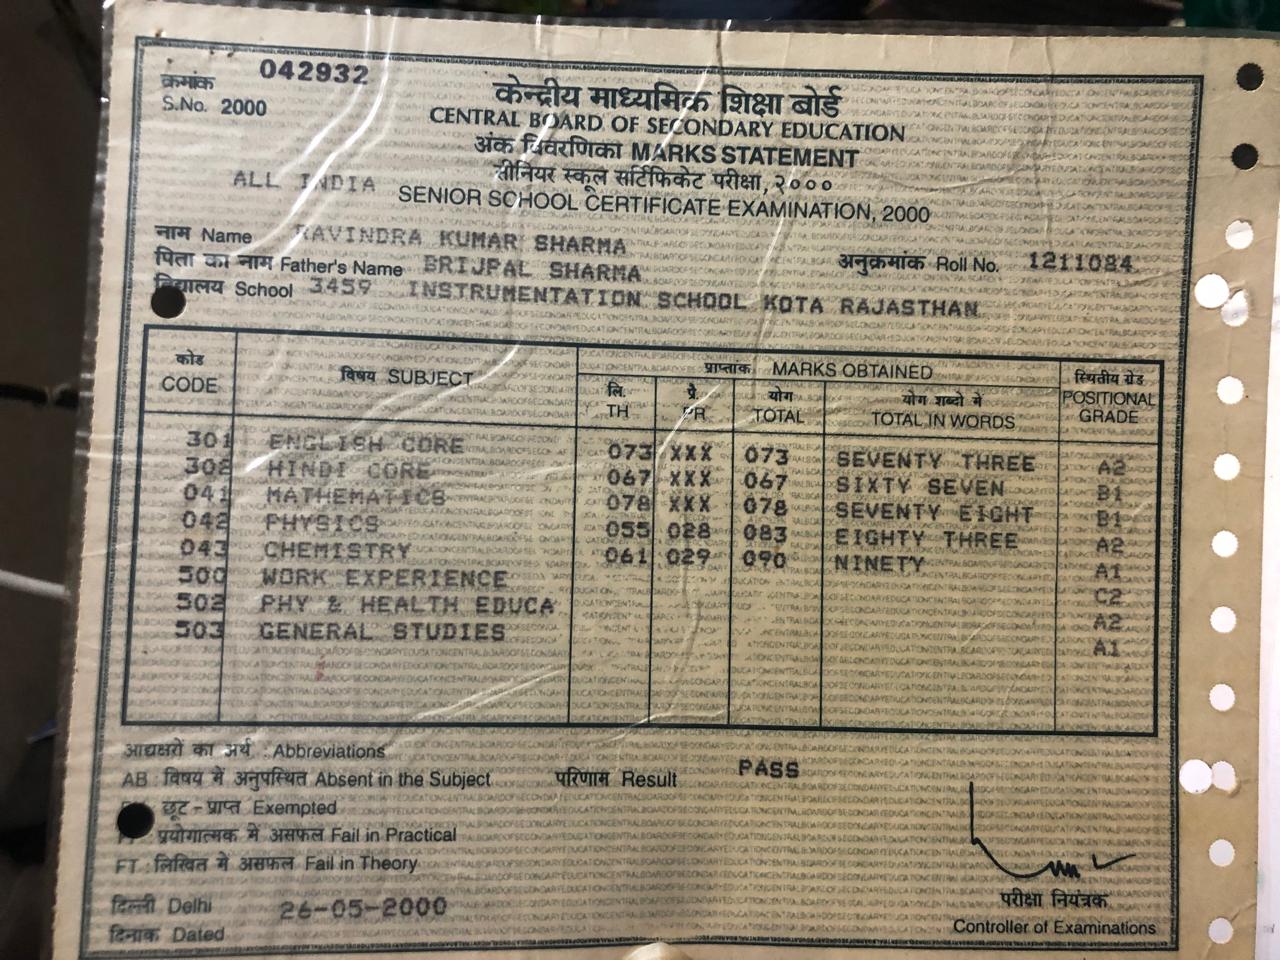 क्रमांक 042932
S.No. 2000
केन्द्रीय माध्यमिक शिक्षा बोर्ड
CENTRAL BOARD OF SECONDARY EDUCATION
अंक विवरणिका MARKS STATEMENT
सीनियर स्कूल सर्टिफिकेट परीक्षा, २०००
ALL INDIA
SENIOR SCHOOL CERTIFICATE EXAMINATION, 2000
नाम Name RAVINDRA KUMAR SHARMA
पिता का नाम Father's Name BRIJPAL SHARMA अनुक्रमांक Roll No. 1211084
विद्यालय School 3459 INSTRUMENTATION SCHOOL KOTA RAJASTHAN
कोड विषय SUBJECT प्राप्तांक MARKS OBTAINED स्थितीय ग्रेड
CODE लि. प्रै. योग योग शब्दो मे POSITIONAL
TH PR TOTAL TOTAL IN WORDS GRADE
301 ENGLISH CORE 073 XXX 073 SEVENTY THREE A2
302 HINDI CORE 067 XXX 067 SIXTY SEVEN B1
041 MATHEMATICS 078 XXX 078 SEVENTY EIGHT B1
042 PHYSICS 055 028 083 EIGHTY THREE A2
043 CHEMISTRY 061 029 090 NINETY A1
500 WORK EXPERIENCE C2
502 PHY & HEALTH EDUCA A2
503 GENERAL STUDIES A1
आद्यक्षरों का अर्थ : Abbreviations
AB : विषय मे अनुपस्थित Absent in the Subject परिणाम Result PASS
छूट - प्राप्त Exempted
प्रयोगात्मक मे असफल Fail in Practical
FT : लिखित मे असफल Fail in Theory
दिल्ली Delhi 26-05-2000
दिनाक Dated
परीक्षा नियंत्रक
Controller of Examinations